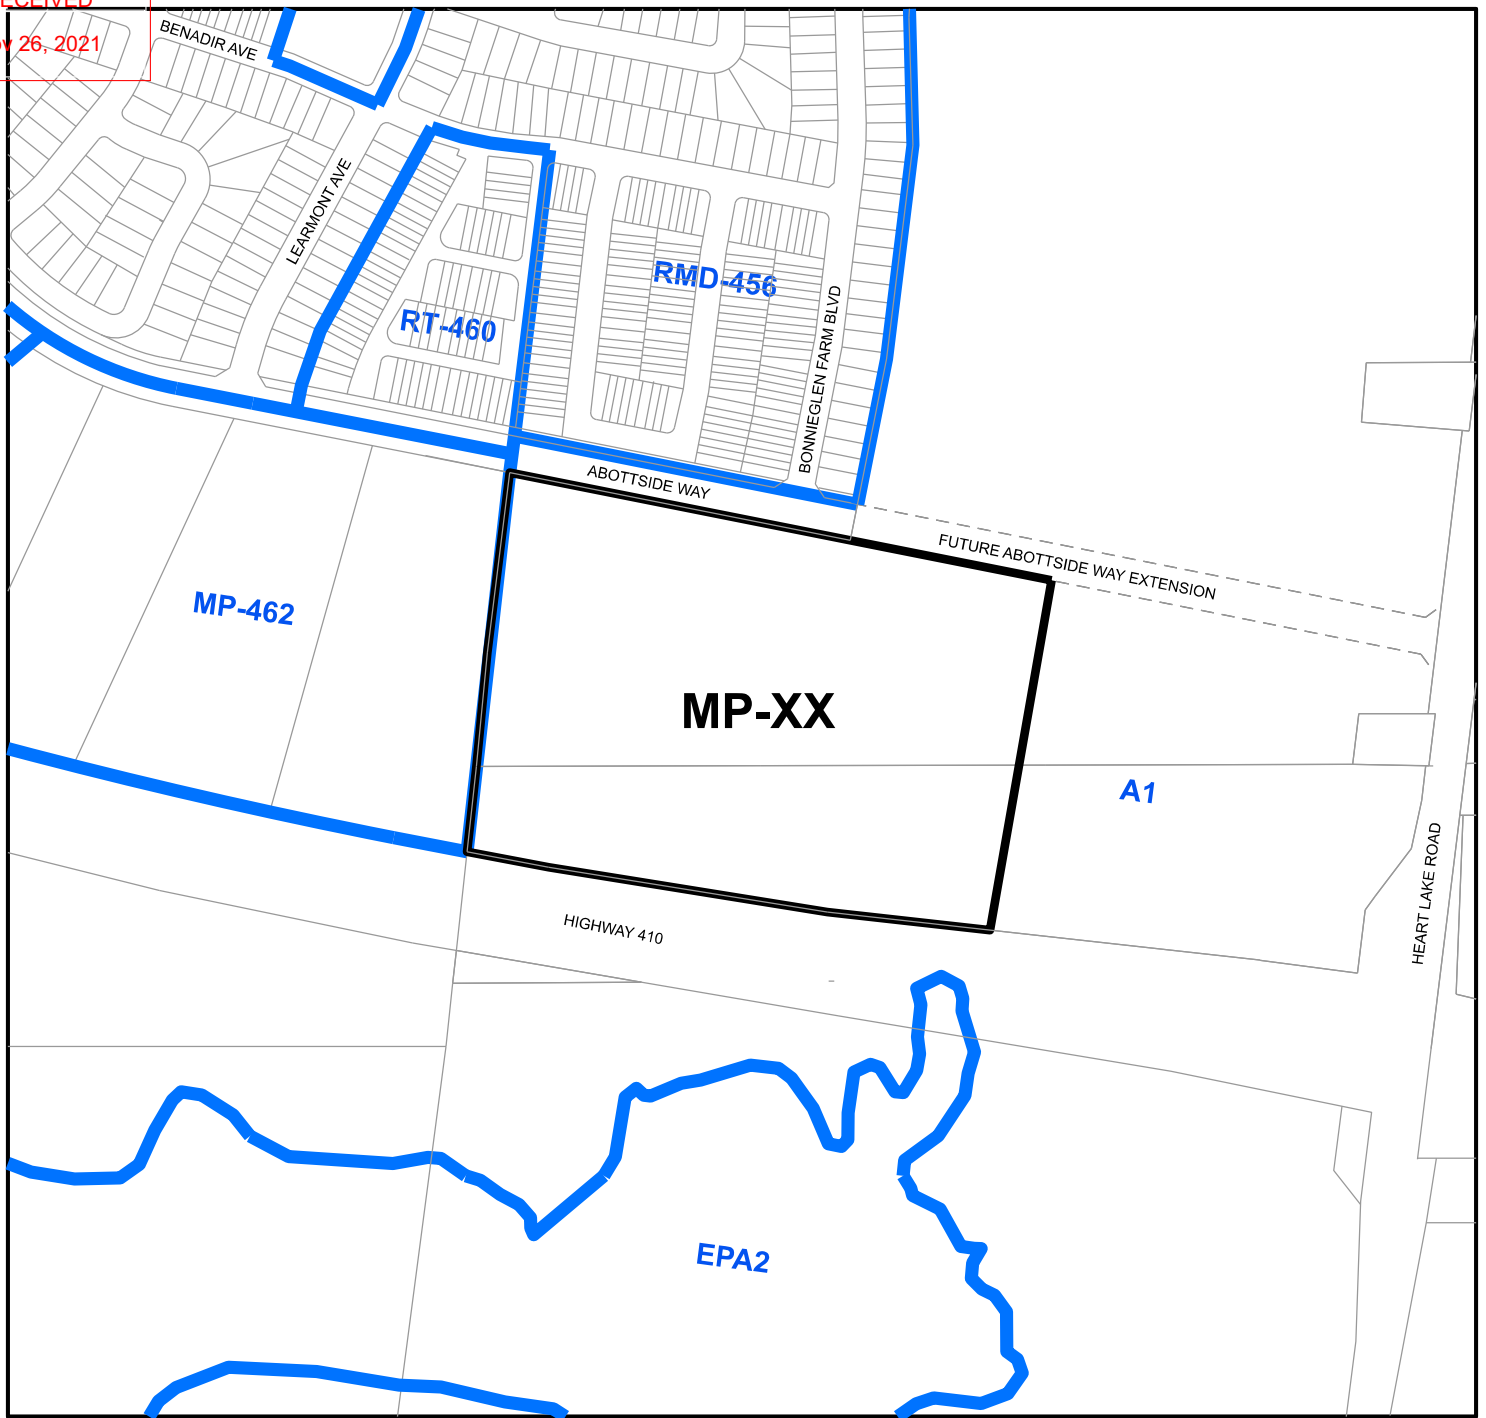 26, 2021
BENADIR AVE
LEARMONT AVE
RMD-456
RT-460
BONNIEGLEN FARM BLVD
ABOTTSIDE WAY
FUTURE ABOTTSIDE WAY EXTENSION
MP-462
MP-XX
A1
HEART LAKE ROAD
HIGHWAY 410
EPA2